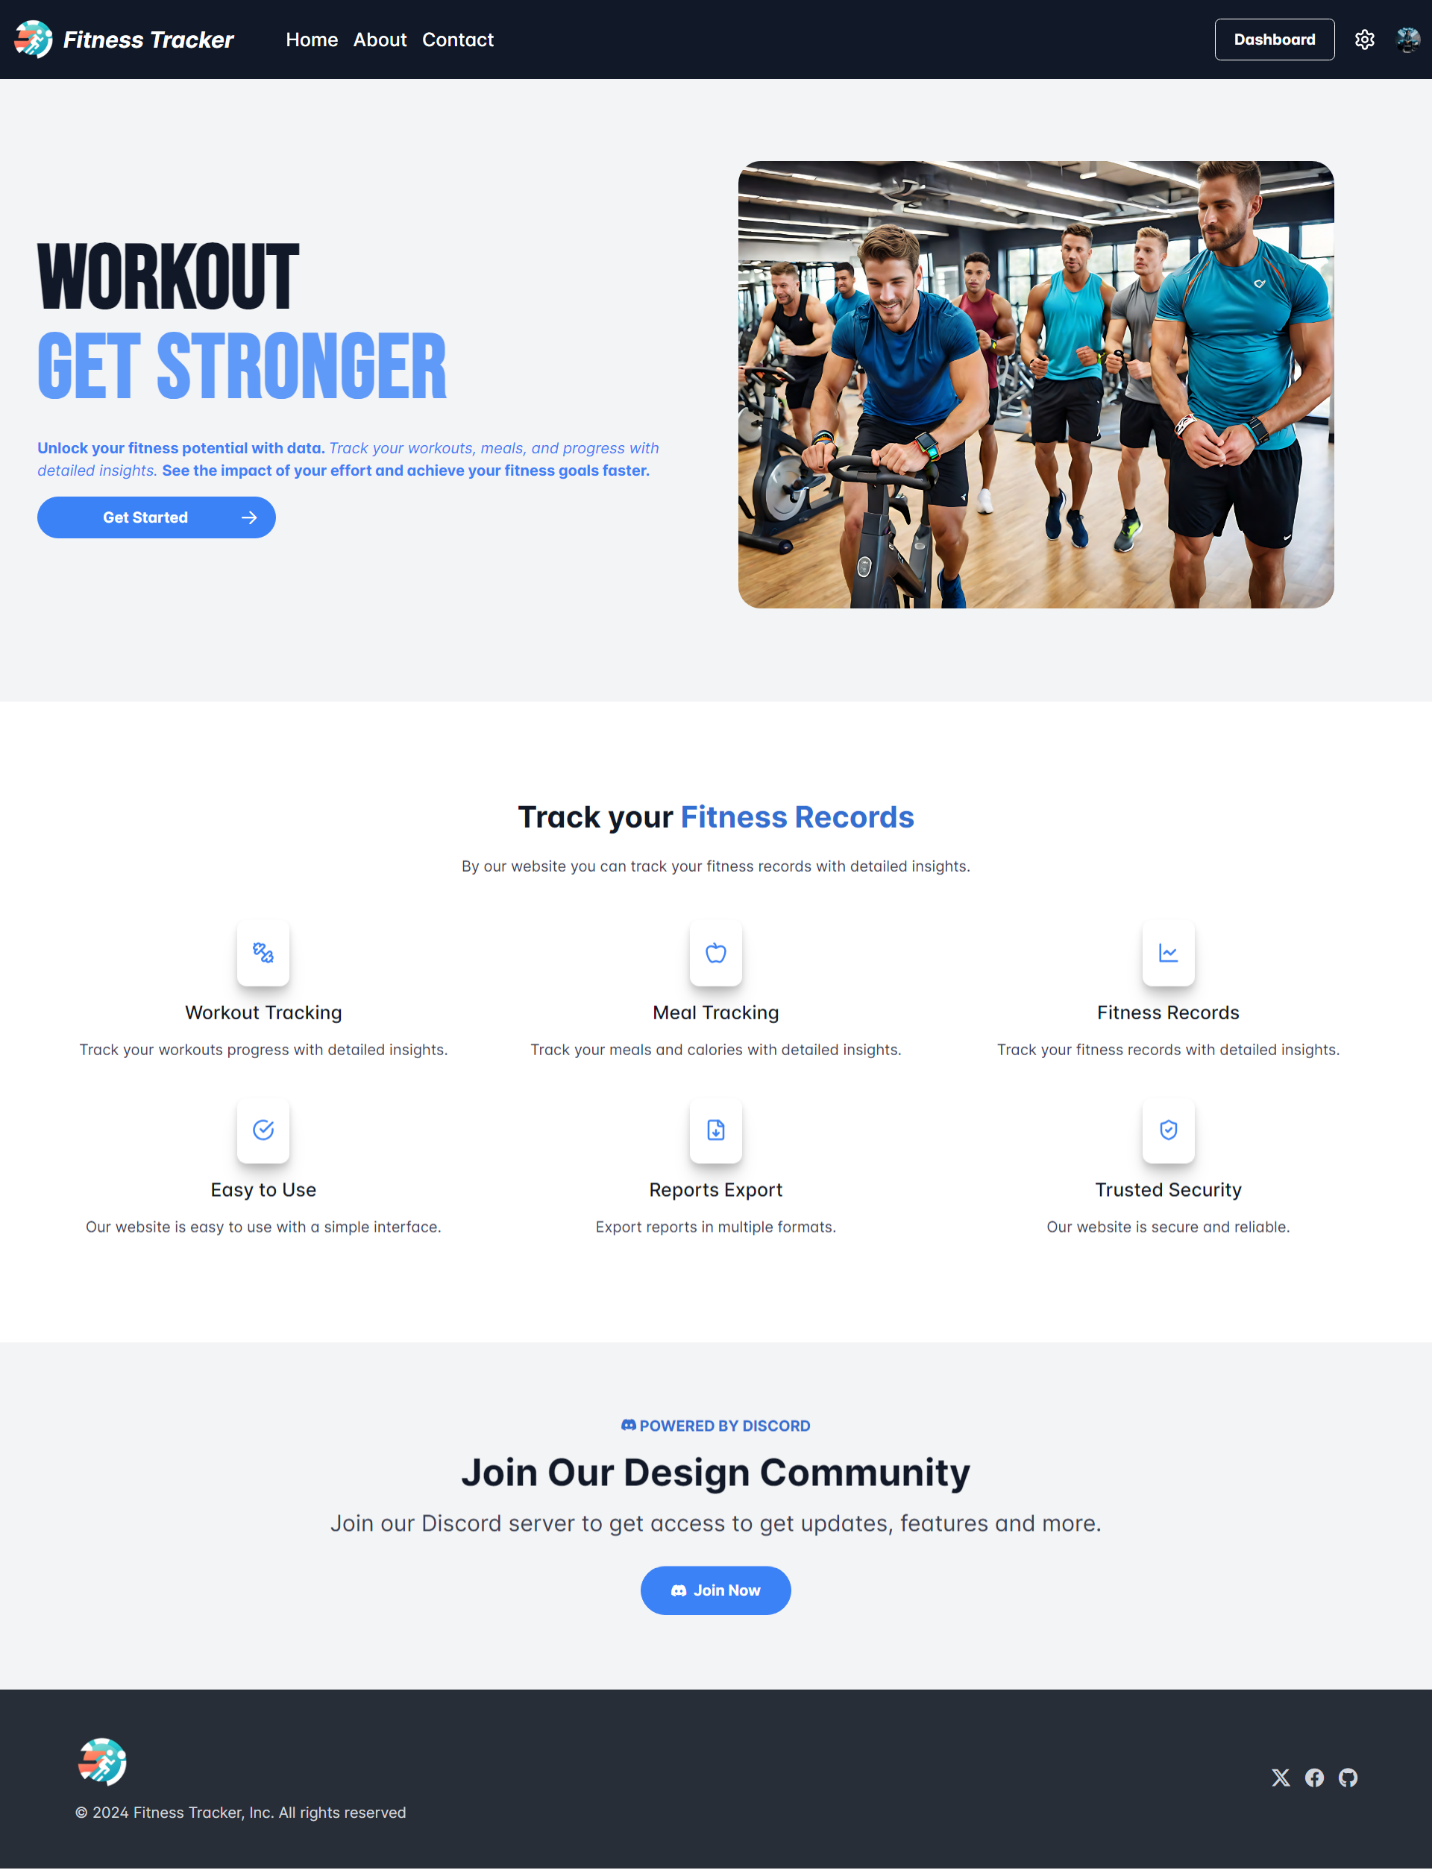 Fitness Tracker
Home About Contact
Dashboard
WORKOUT
GET STRONGER
Unlock your fitness potential with data. Track your workouts, meals, and progress with
detailed insights. See the impact of your effort and achieve your fitness goals faster.
Get Started
Track your Fitness Records
By our website you can track your fitness records with detailed insights.
Workout Tracking
Track your workouts progress with detailed insights.
Meal Tracking
Track your meals and calories with detailed insights.
Fitness Records
Track your fitness records with detailed insights.
Easy to Use
Our website is easy to use with a simple interface.
Reports Export
Export reports in multiple formats.
Trusted Security
Our website is secure and reliable.
POWERED BY DISCORD
Join Our Design Community
Join our Discord server to get access to get updates, features and more.
Join Now
© 2024 Fitness Tracker, Inc. All rights reserved